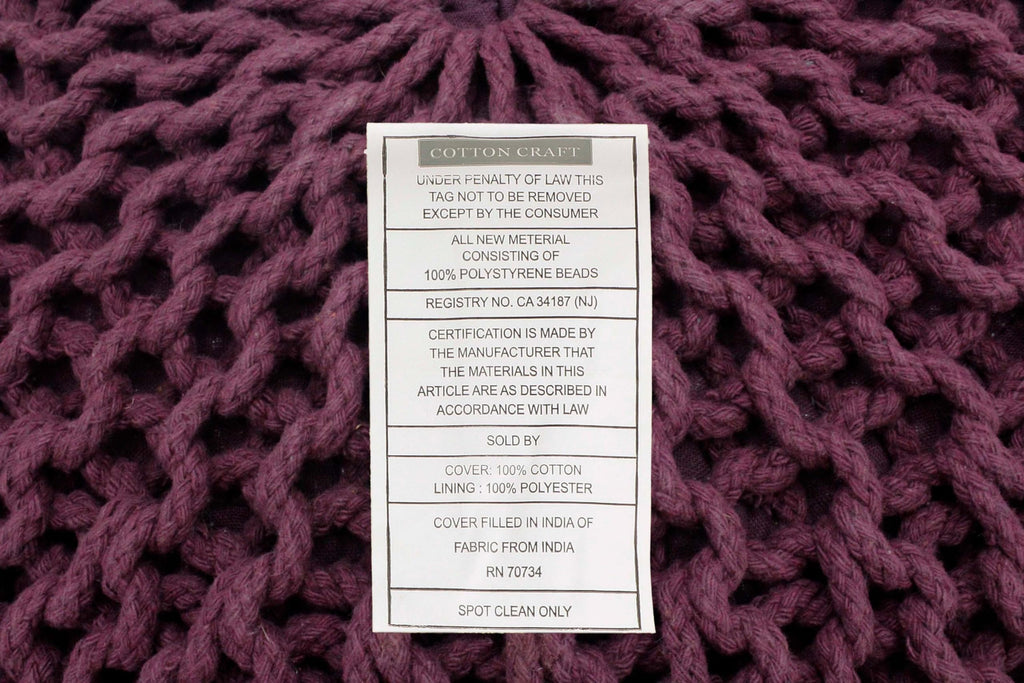 COTTON CRAFT
UNDER PENALTY OF LAW THIS
TAG NOT TO BE REMOVED
EXCEPT BY THE CONSUMER
ALL NEW METERIAL
CONSISTING OF
100% POLYSTYRENE BEADS
REGISTRY NO. CA 34187 (NJ)
CERTIFICATION IS MADE BY
THE MANUFACTURER THAT
THE MATERIALS IN THIS
ARTICLE ARE AS DESCRIBED IN
ACCORDANCE WITH LAW
SOLD BY
COVER: 100% COTTON
LINING : 100% POLYESTER
COVER FILLED IN INDIA OF
FABRIC FROM INDIA
RN 70734
SPOT CLEAN ONLY